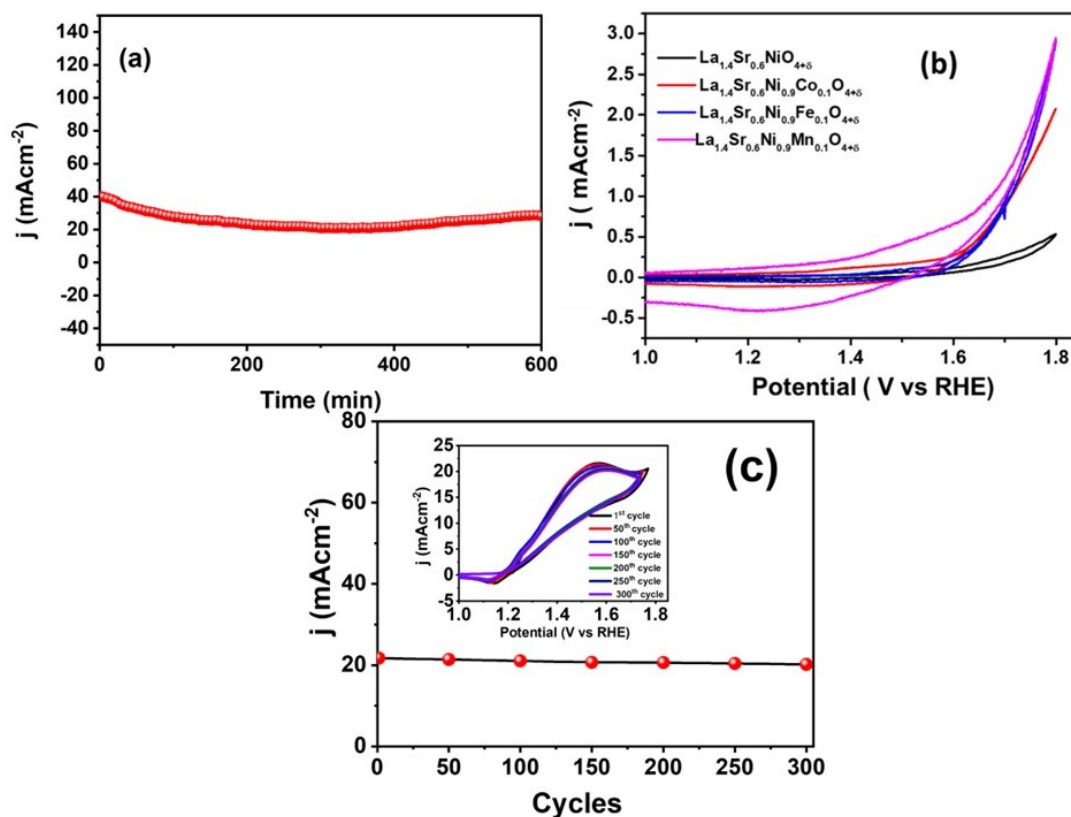 (a)
j (mAcm⁻²)
140
120
100
80
60
40
20
0
-20
-40
0
200
400
600
Time (min)
(b)
j ( mAcm⁻²)
3.0
2.5
2.0
1.5
1.0
0.5
0.0
-0.5
La₁.₄Sr₀.₆NiO₄₊δ
La₁.₄Sr₀.₆Ni₀.₉Co₀.₁O₄₊δ
La₁.₄Sr₀.₆Ni₀.₉Fe₀.₁O₄₊δ
La₁.₄Sr₀.₆Ni₀.₉Mn₀.₁O₄₊δ
1.0
1.2
1.4
1.6
1.8
Potential ( V vs RHE)
(c)
j (mAcm⁻²)
80
60
40
20
0
0
50
100
150
200
250
300
Cycles
j (mAcm⁻²)
25
20
15
10
5
0
-5
1ˢᵗ cycle
50ᵗʰ cycle
100ᵗʰ cycle
150ᵗʰ cycle
200ᵗʰ cycle
250ᵗʰ cycle
300ᵗʰ cycle
1.0
1.2
1.4
1.6
1.8
Potential (V vs RHE)